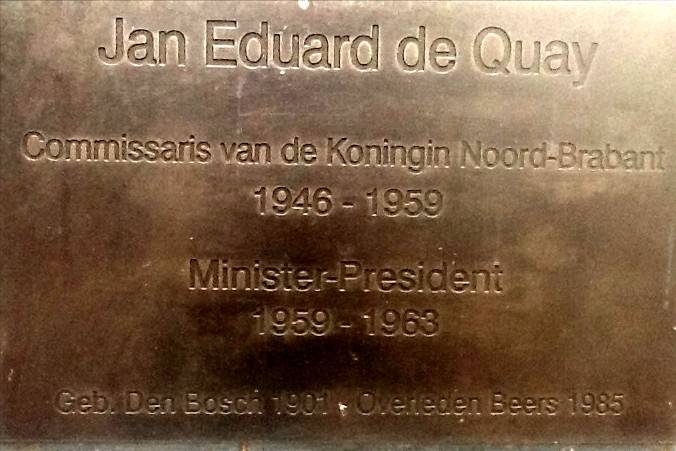 Jan Eduard de Quay
Commissaris van de Koningin Noord-Brabant
1946 - 1959
Minister-President
1959 - 1963
Geb. Den Bosch 1901 - Overleden Beers 1985